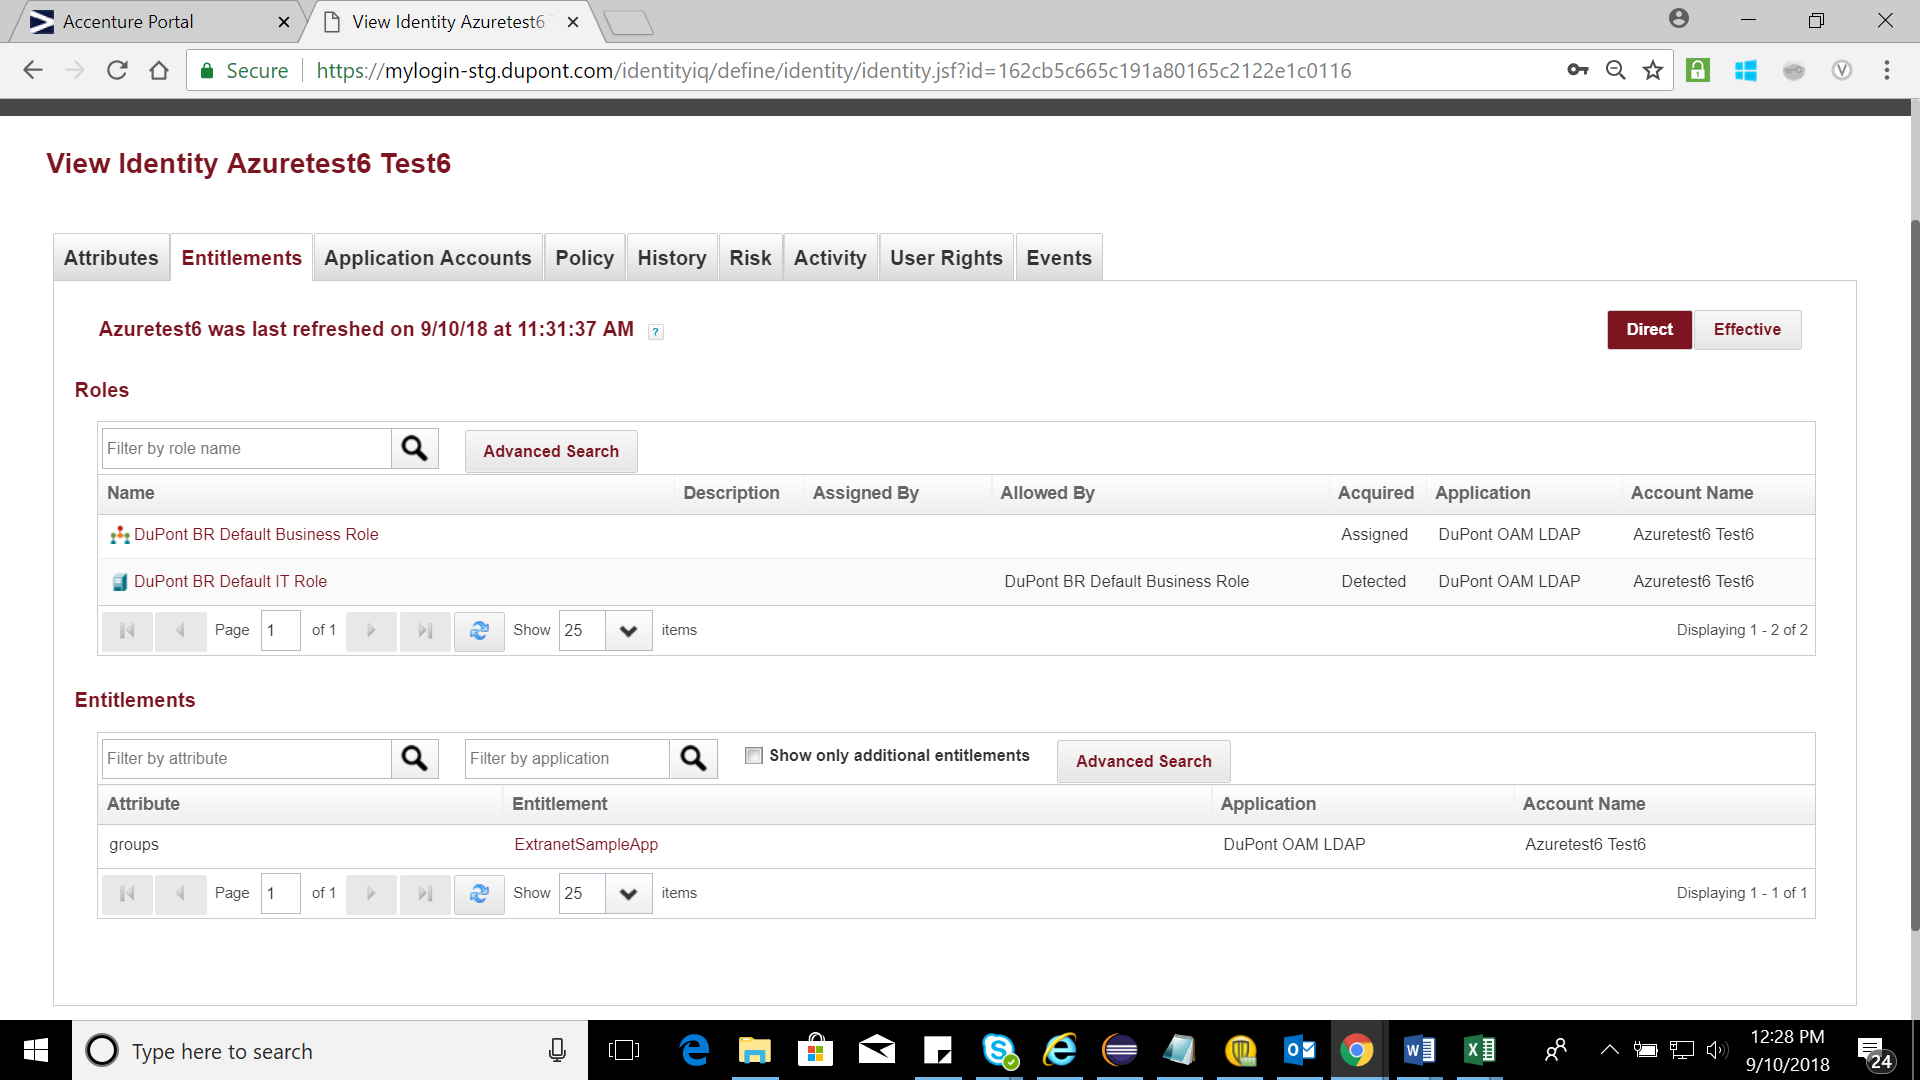 Accenture Portal
View Identity Azuretest6
Secure
https://mylogin-stg.dupont.com/identityiq/define/identity/identity.jsf?id=162cb5c665c191a80165c2122e1c0116
View Identity Azuretest6 Test6
Attributes Entitlements Application Accounts Policy History Risk Activity User Rights Events
Azuretest6 was last refreshed on 9/10/18 at 11:31:37 AM ?
Direct Effective
Roles
Filter by role name
Advanced Search
Name Description Assigned By Allowed By Acquired Application Account Name
DuPont BR Default Business Role Assigned DuPont OAM LDAP Azuretest6 Test6
DuPont BR Default IT Role DuPont BR Default Business Role Detected DuPont OAM LDAP Azuretest6 Test6
Page 1 of 1 Show 25 items Displaying 1 - 2 of 2
Entitlements
Filter by attribute Filter by application Show only additional entitlements Advanced Search
Attribute Entitlement Application Account Name
groups ExtranetSampleApp DuPont OAM LDAP Azuretest6 Test6
Page 1 of 1 Show 25 items Displaying 1 - 1 of 1
Type here to search
12:28 PM
9/10/2018
24